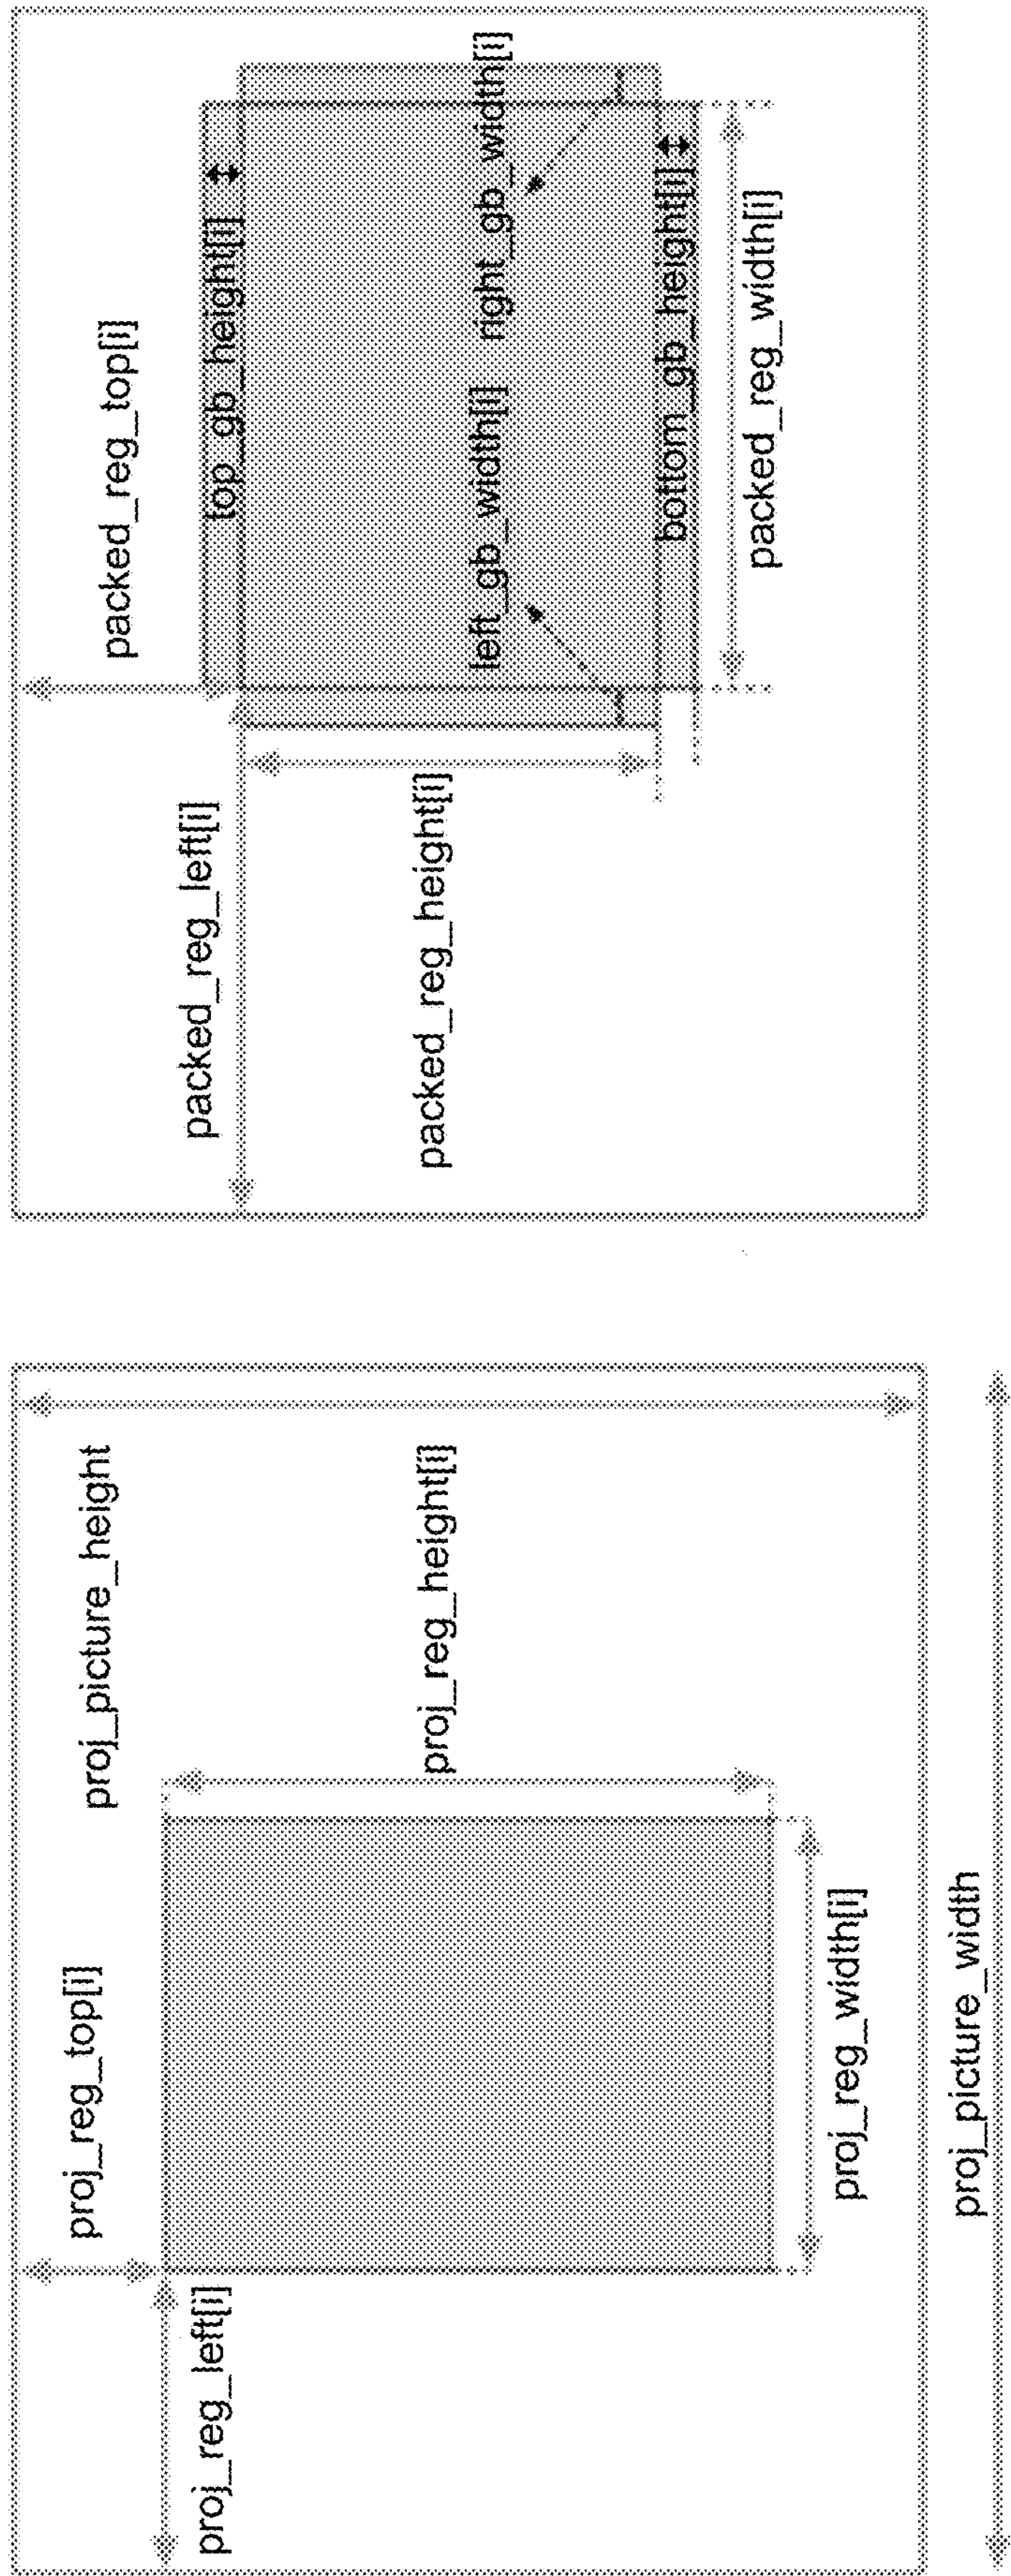 proj_reg_top[i]
proj_picture_height
proj_reg_left[i]
proj_reg_height[i]
proj_reg_width[i]
proj_picture_width
packed_reg_top[i]
packed_reg_left[i]
top_gb_height[i]
packed_reg_height[i]
left_gb_width[i]
right_gb_width[i]
bottom_gb_height[i]
packed_reg_width[i]